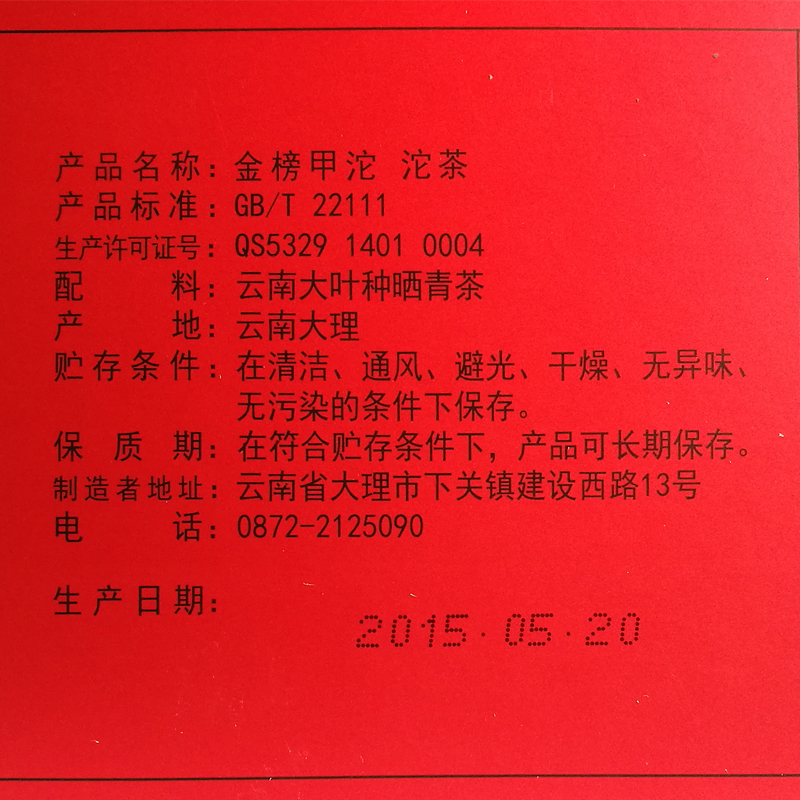 产品名称：金榜甲沱 沱茶
产品标准：GB/T 22111
生产许可证号：QS5329 1401 0004
配料：云南大叶种晒青茶
产地：云南大理
贮存条件：在清洁、通风、避光、干燥、无异味、
无污染的条件下保存。
保质期：在符合贮存条件下，产品可长期保存。
制造者地址：云南省大理市下关镇建设西路13号
电话：0872-2125090
生产日期：
2015.05.20